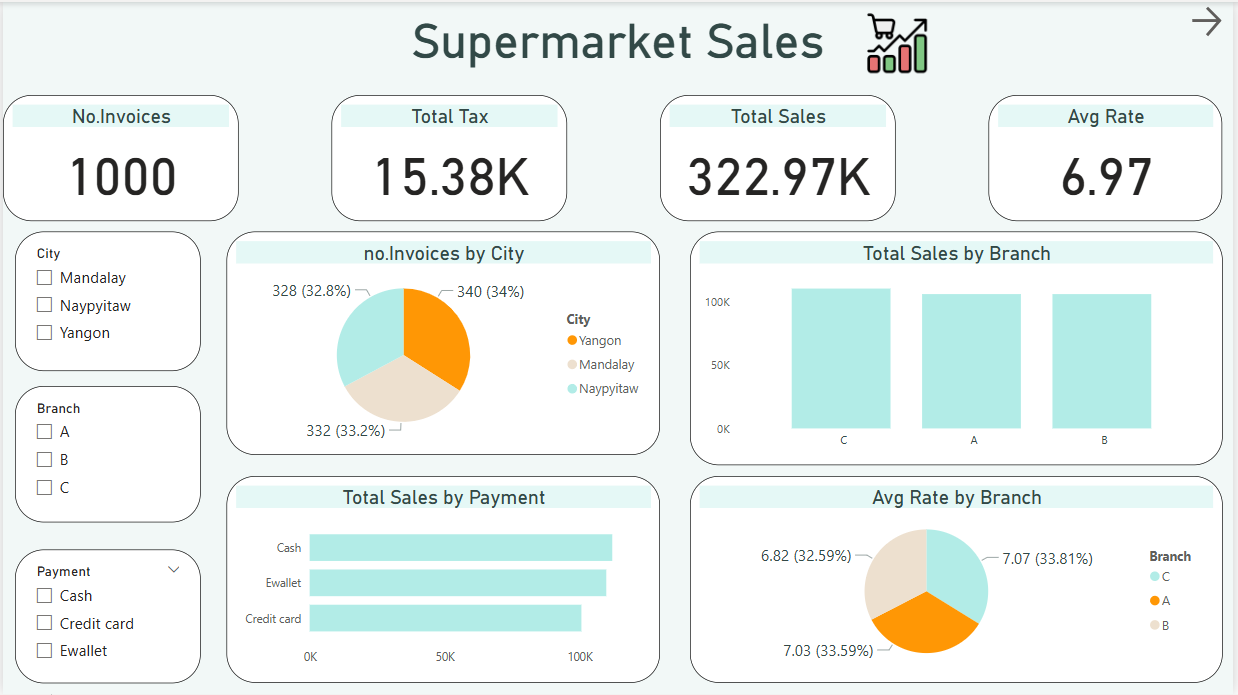 Supermarket Sales
No.Invoices
1000
Total Tax
15.38K
Total Sales
322.97K
Avg Rate
6.97
City
Mandalay
Naypyitaw
Yangon
Branch
A
B
C
Payment
Cash
Credit card
Ewallet
no.Invoices by City
328 (32.8%)
340 (34%)
332 (33.2%)
City
Yangon
Mandalay
Naypyitaw
Total Sales by Branch
100K
50K
0K
C
A
B
Total Sales by Payment
Cash
Ewallet
Credit card
0K
50K
100K
Avg Rate by Branch
6.82 (32.59%)
7.07 (33.81%)
7.03 (33.59%)
Branch
C
A
B